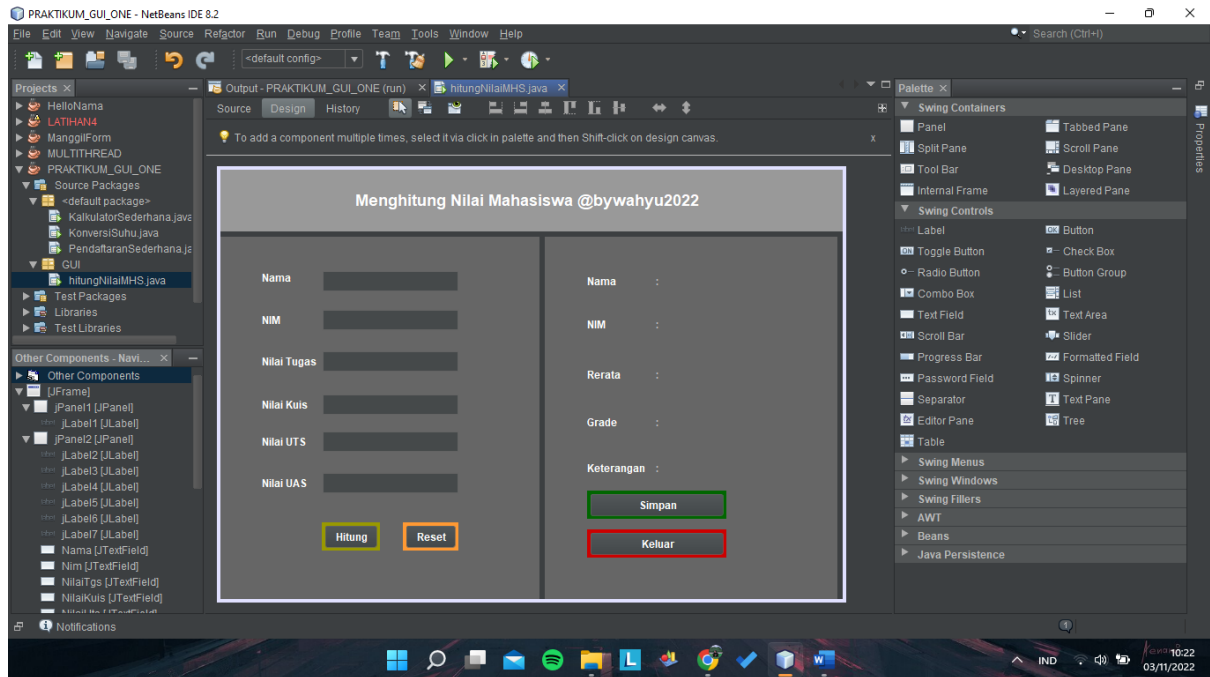 PRAKTIKUM_GUI_ONE - NetBeans IDE 8.2
File Edit View Navigate Source Refactor Run Debug Profile Team Tools Window Help
Search (Ctrl+I)
<default config>
Projects
HelloNama
LATIHAN4
ManggilForm
MULTITHREAD
PRAKTIKUM_GUI_ONE
Source Packages
<default package>
KalkulatorSederhana.java
KonversiSuhu.java
PendaftaranSederhana.ja
GUI
hitungNilaiMHS.java
Test Packages
Libraries
Test Libraries
Other Components - Navi...
Other Components
[JFrame]
jPanel1 [JPanel]
jLabel1 [JLabel]
jPanel2 [JPanel]
jLabel2 [JLabel]
jLabel3 [JLabel]
jLabel4 [JLabel]
jLabel5 [JLabel]
jLabel6 [JLabel]
jLabel7 [JLabel]
Nama [JTextField]
Nim [JTextField]
NilaiTgs [JTextField]
NilaiKuis [JTextField]
Output - PRAKTIKUM_GUI_ONE (run)
hitungNilaiMHS.java
Source Design History
To add a component multiple times, select it via click in palette and then Shift-click on design canvas.
x
Menghitung Nilai Mahasiswa @bywahyu2022
Nama
NIM
Nilai Tugas
Nilai Kuis
Nilai UTS
Nilai UAS
Hitung
Reset
Nama :
NIM :
Rerata :
Grade :
Keterangan :
Simpan
Keluar
Palette
Swing Containers
Panel
Tabbed Pane
Split Pane
Scroll Pane
Tool Bar
Desktop Pane
Internal Frame
Layered Pane
Swing Controls
label Label
OK Button
ON Toggle Button
Check Box
Radio Button
Button Group
Combo Box
List
Text Field
Text Area
Scroll Bar
Slider
Progress Bar
Formatted Field
Password Field
Spinner
Separator
Text Pane
Editor Pane
Tree
Table
Swing Menus
Swing Windows
Swing Fillers
AWT
Beans
Java Persistence
Properties
Notifications
IND
10:22
03/11/2022